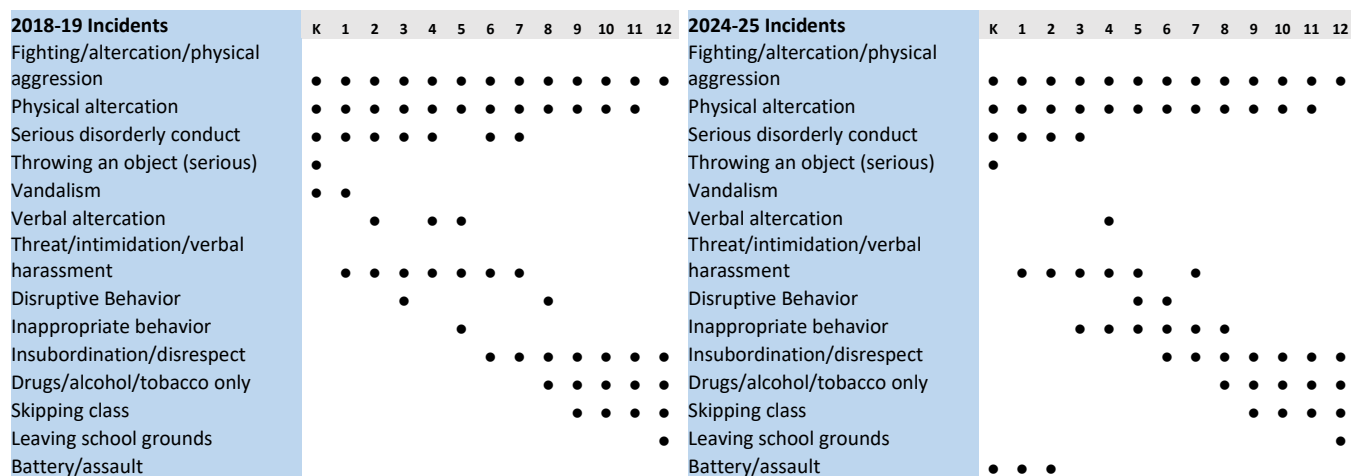 2018-19 Incidents K 1 2 3 4 5 6 7 8 9 10 11 12 2024-25 Incidents K 1 2 3 4 5 6 7 8 9 10 11 12
Fighting/altercation/physical Fighting/altercation/physical
aggression ● ● ● ● ● ● ● ● ● ● ● ● ● aggression ● ● ● ● ● ● ● ● ● ● ● ● ●
Physical altercation ● ● ● ● ● ● ● ● ● ● ● ● Physical altercation ● ● ● ● ● ● ● ● ● ● ● ●
Serious disorderly conduct ● ● ● ● ● ● ● Serious disorderly conduct ● ● ● ●
Throwing an object (serious) ● Throwing an object (serious) ●
Vandalism ● ● Vandalism
Verbal altercation ● ● ● Verbal altercation ●
Threat/intimidation/verbal Threat/intimidation/verbal
harassment ● ● ● ● ● ● ● harassment ● ● ● ● ● ●
Disruptive Behavior ● ● Disruptive Behavior ● ●
Inappropriate behavior ● Inappropriate behavior ● ● ● ● ● ●
Insubordination/disrespect ● ● ● ● ● ● ● Insubordination/disrespect ● ● ● ● ● ● ●
Drugs/alcohol/tobacco only ● ● ● ● ● Drugs/alcohol/tobacco only ● ● ● ● ●
Skipping class ● ● ● ● Skipping class ● ● ● ●
Leaving school grounds ● Leaving school grounds ●
Battery/assault Battery/assault ● ● ●